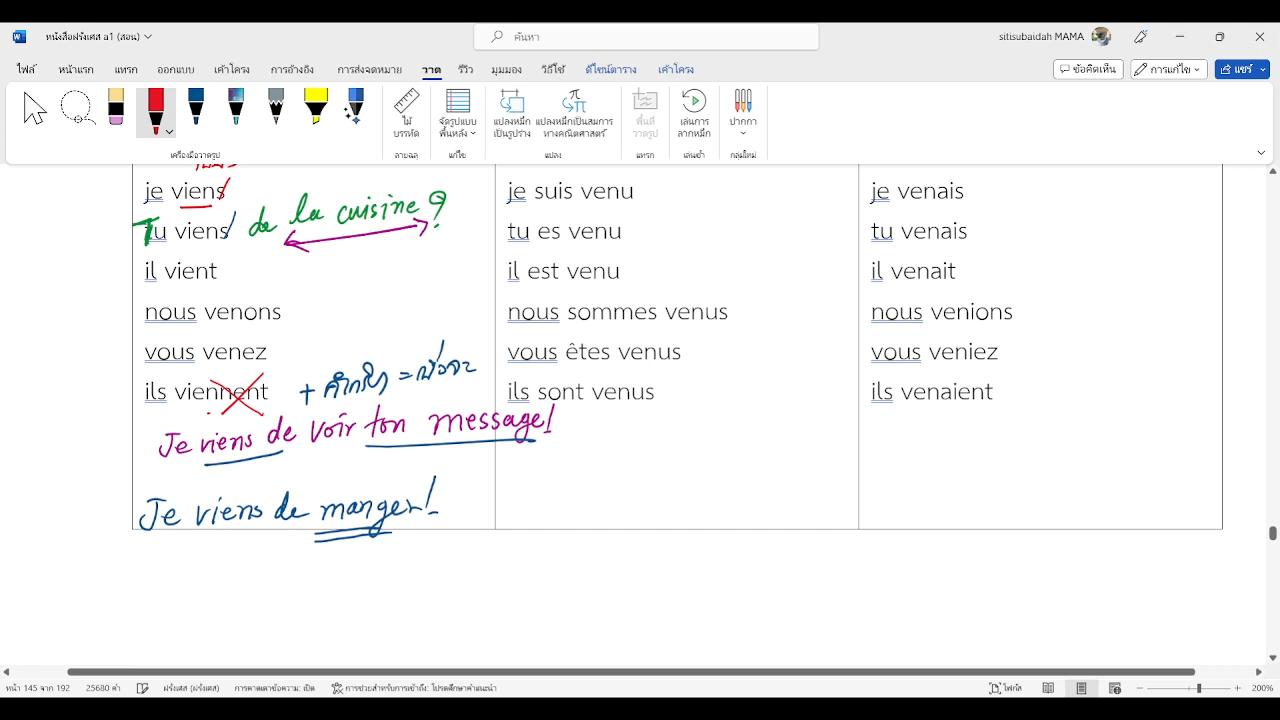 หนังสือฝรั่งเศส a1 (สอน)
ค้นหา
sitisubaidah MAMA
ไฟล์ หน้าแรก แทรก ออกแบบ เค้าโครง การอ้างอิง การส่งจดหมาย วาด รีวิว มุมมอง วิธีใช้ ดีไซน์ตาราง เค้าโครง
ข้อคิดเห็น การแก้ไข แชร์
ไม้บรรทัด
จัดรูปแบบพื้นหลัง
แปลงหมึกเป็นรูปร่าง
แปลงหมึกเป็นสมการทางคณิตศาสตร์
พื้นที่วาดรูป
เล่นการลากหมึก
ปากกา
เครื่องมือวาดรูป ลายฉลุ แก้ไข แปลง แทรก เล่นซ้ำ กลุ่มใหม่
je viens
Tu viens de la cuisine?
il vient
nous venons
vous venez
ils viennent
+ คำกริยา =
Je viens de voir ton message!
Je viens de manger!
je suis venu
tu es venu
il est venu
nous sommes venus
vous êtes venus
ils sont venus
je venais
tu venais
il venait
nous venions
vous veniez
ils venaient
หน้า 145 จาก 192 25680 คำ ฝรั่งเศส (ฝรั่งเศส) การคาดเดาข้อความ: เปิด การช่วยสำหรับการเข้าถึง: โปรดศึกษาคำแนะนำ โฟกัส 200%